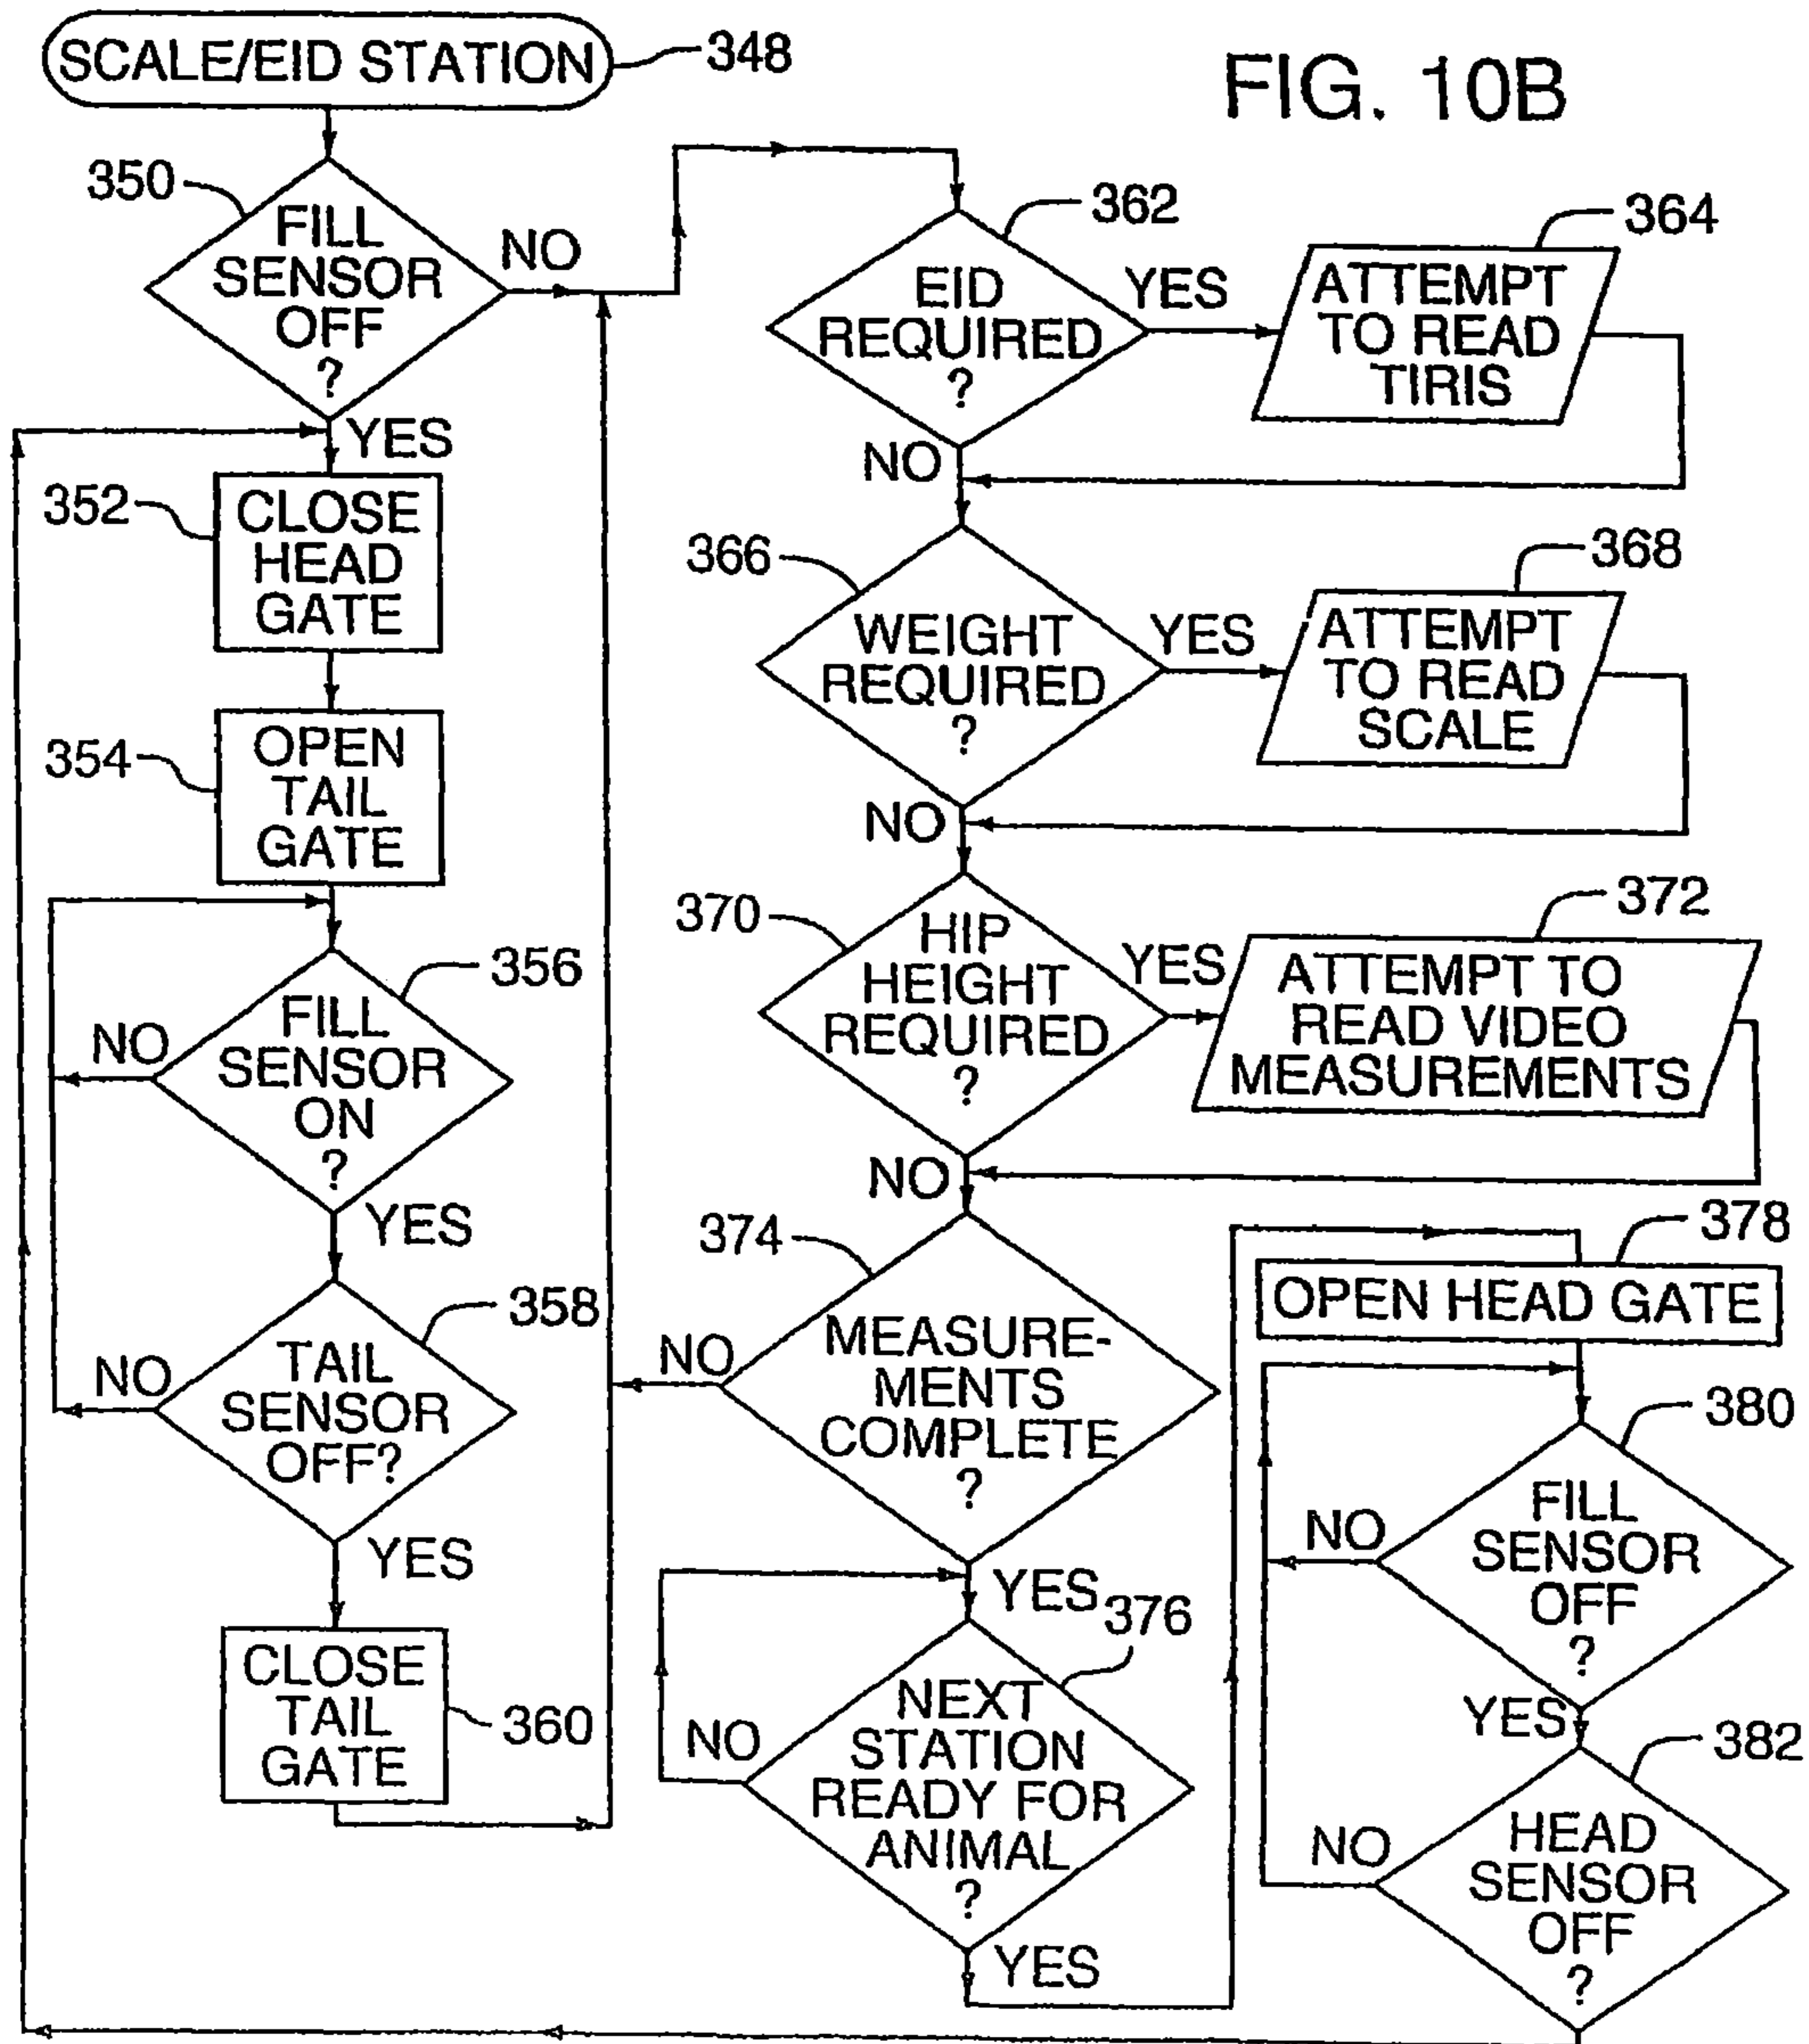 FIG. 10B
SCALE/EID STATION
348
350
FILL
SENSOR
OFF
?
NO
YES
352
CLOSE
HEAD
GATE
354
OPEN
TAIL
GATE
356
FILL
SENSOR
ON
?
NO
YES
358
TAIL
SENSOR
OFF?
NO
YES
CLOSE
TAIL
GATE
360
362
EID
REQUIRED
?
YES
NO
364
ATTEMPT
TO READ
TIRIS
366
WEIGHT
REQUIRED
?
YES
NO
368
ATTEMPT
TO READ
SCALE
370
HIP
HEIGHT
REQUIRED
?
YES
NO
372
ATTEMPT TO
READ VIDEO
MEASUREMENTS
374
MEASURE-
MENTS
COMPLETE
?
NO
YES
376
NEXT
STATION
READY FOR
ANIMAL
?
NO
YES
378
OPEN HEAD GATE
380
FILL
SENSOR
OFF
?
NO
YES
382
HEAD
SENSOR
OFF
?
NO